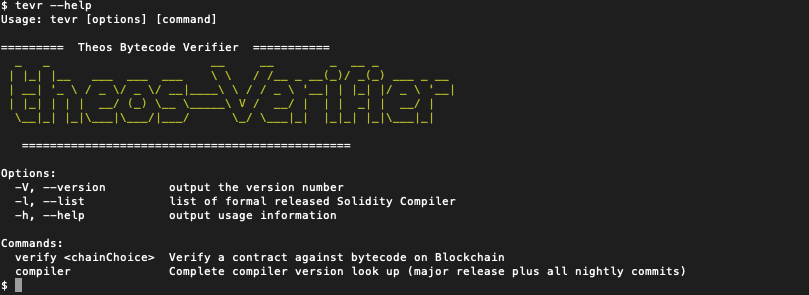 $ tevr --help
Usage: tevr [options] [command]
========= Theos Bytecode Verifier ===========
theos-verifier
===============================================
Options:
-V, --version output the version number
-l, --list list of formal released Solidity Compiler
-h, --help output usage information
Commands:
verify <chainChoice> Verify a contract against bytecode on Blockchain
compiler Complete compiler version look up (major release plus all nightly commits)
$